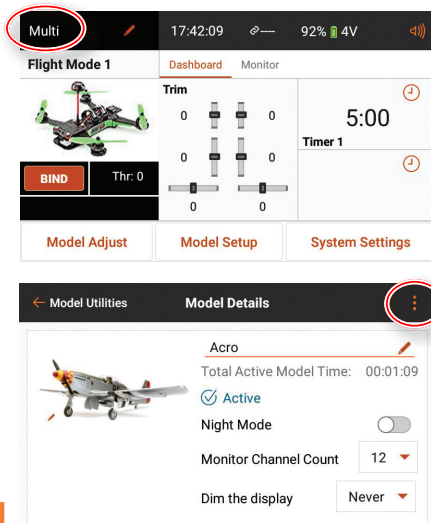 Multi 17:42:09 92% 4V
Flight Mode 1 Dashboard Monitor
Trim
0 0
5:00
Timer 1
0 0
BIND Thr: 0
0 0
Model Adjust Model Setup System Settings
Model Utilities Model Details
Acro
Total Active Model Time: 00:01:09
Active
Night Mode
Monitor Channel Count 12
Dim the display Never